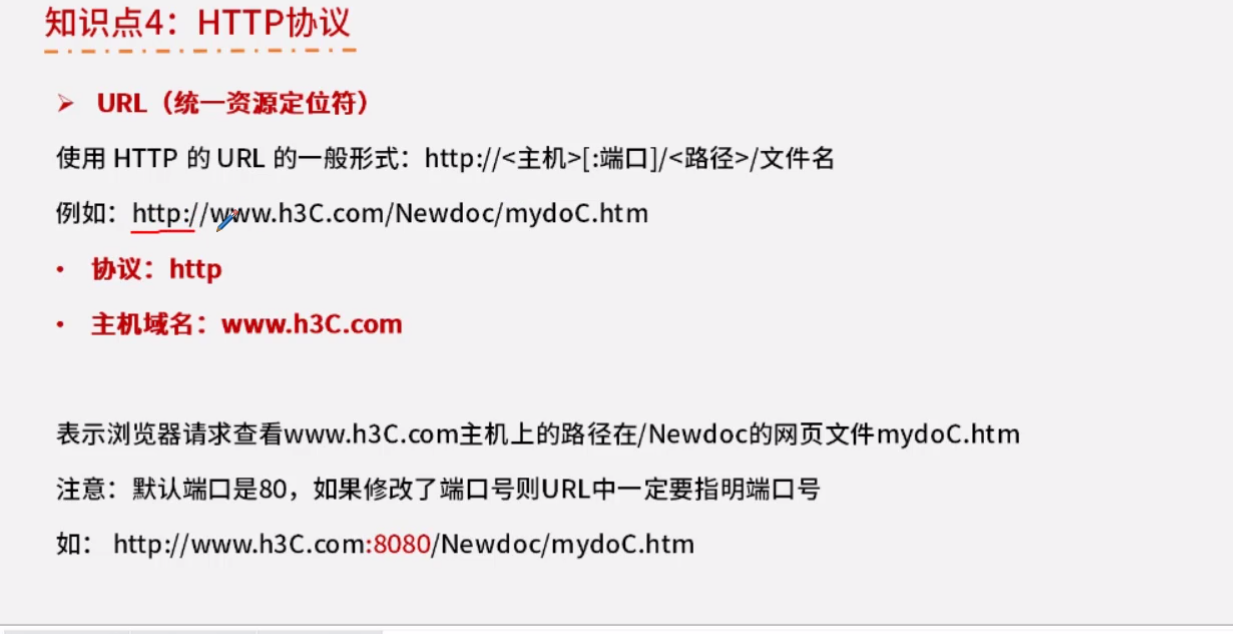 知识点4：HTTP协议
➢ URL（统一资源定位符）
使用 HTTP 的 URL 的一般形式：http://<主机>[:端口]/<路径>/文件名
例如：http://www.h3C.com/Newdoc/mydoC.htm
• 协议：http
• 主机域名：www.h3C.com
表示浏览器请求查看www.h3C.com主机上的路径在/Newdoc的网页文件mydoC.htm
注意：默认端口是80，如果修改了端口号则URL中一定要指明端口号
如： http://www.h3C.com:8080/Newdoc/mydoC.htm